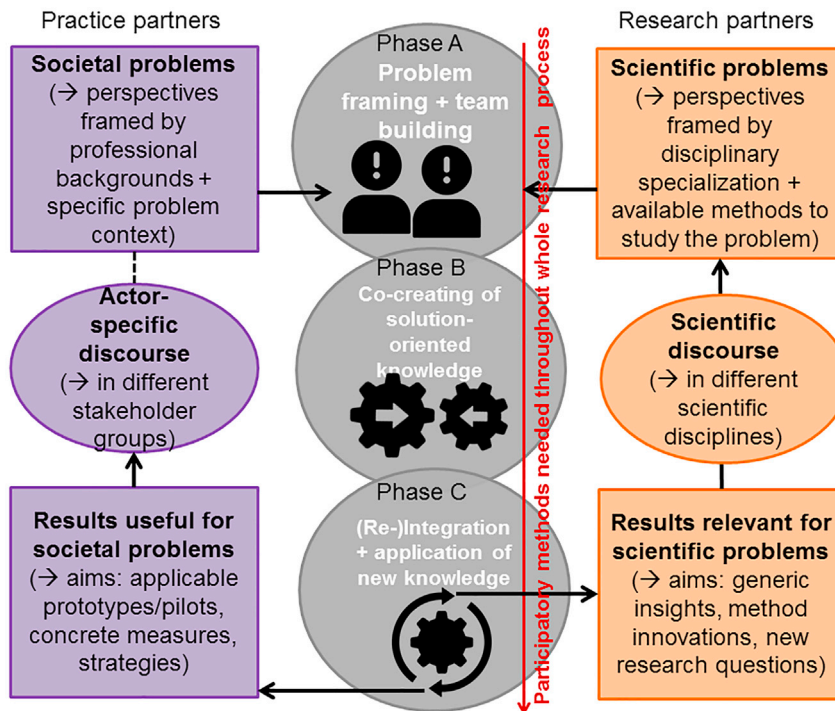 Practice partners
Research partners
Societal problems
(→ perspectives
framed by
professional
backgrounds +
specific problem
context)
Actor-
specific
discourse
(→ in different
stakeholder
groups)
Results useful for
societal problems
(→ aims: applicable
prototypes/pilots,
concrete measures,
strategies)
Phase A
Problem
framing + team
building
Phase B
Co-creating of
solution-
oriented
knowledge
Phase C
(Re-)Integration
+ application of
new knowledge
Participatory methods needed throughout whole research process
Scientific problems
(→ perspectives
framed by
disciplinary
specialization +
available methods to
study the problem)
Scientific
discourse
(→ in different
scientific
disciplines)
Results relevant for
scientific problems
(→ aims: generic
insights, method
innovations, new
research questions)